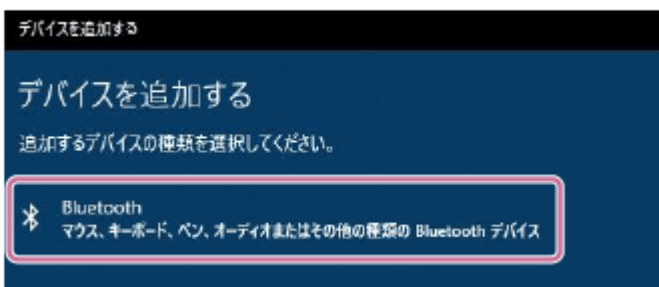 デバイスを追加する
デバイスを追加する
追加するデバイスの種類を選択してください。
Bluetooth
マウス、キーボード、ペン、オーディオまたはその他の種類の Bluetooth デバイス